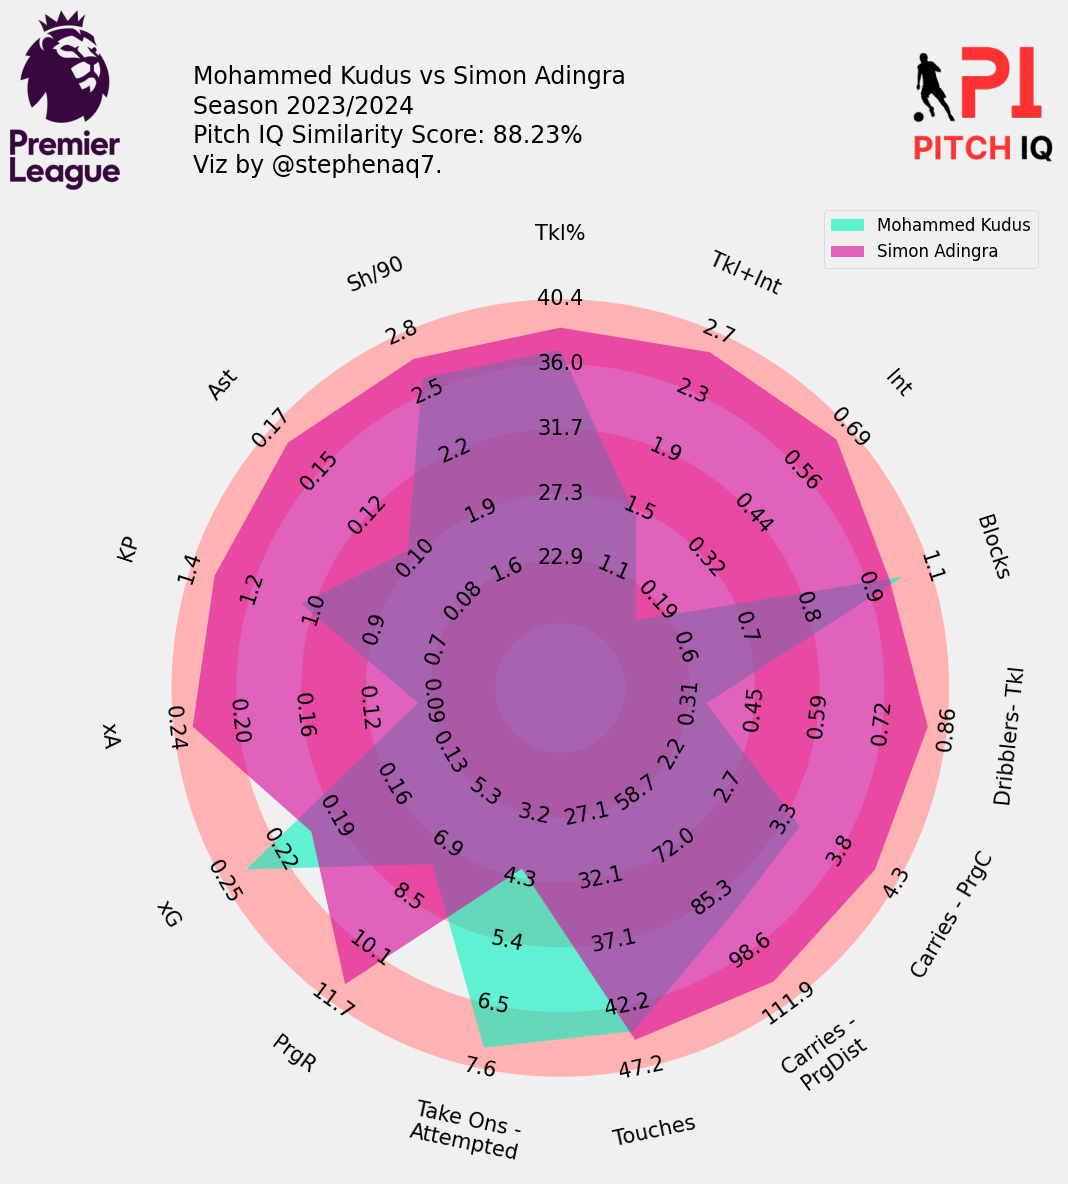 Mohammed Kudus vs Simon Adingra
Season 2023/2024
Pitch IQ Similarity Score: 88.23%
Viz by @stephenaq7.
Premier
League
PI
PITCH IQ
Mohammed Kudus
Simon Adingra
Tkl%
40.4
36.0
31.7
27.3
22.9
Tkl+Int
2.7
2.3
1.9
1.5
1.1
Int
0.69
0.56
0.44
0.32
0.19
Blocks
1.1
0.9
0.8
0.7
0.6
Dribblers- Tkl
0.86
0.72
0.59
0.45
0.31
Carries - PrgC
4.3
3.8
3.3
2.7
2.2
Carries -
PrgDist
111.9
98.6
85.3
72.0
58.7
Touches
47.2
42.2
37.1
32.1
27.1
Take Ons -
Attempted
7.6
6.5
5.4
4.3
3.2
PrgR
11.7
10.1
8.5
6.9
5.3
xG
0.25
0.22
0.19
0.16
0.13
xA
0.24
0.20
0.16
0.12
0.09
KP
1.4
1.2
1.0
0.9
0.7
Ast
0.17
0.15
0.12
0.10
0.08
Sh/90
2.8
2.5
2.2
1.9
1.6